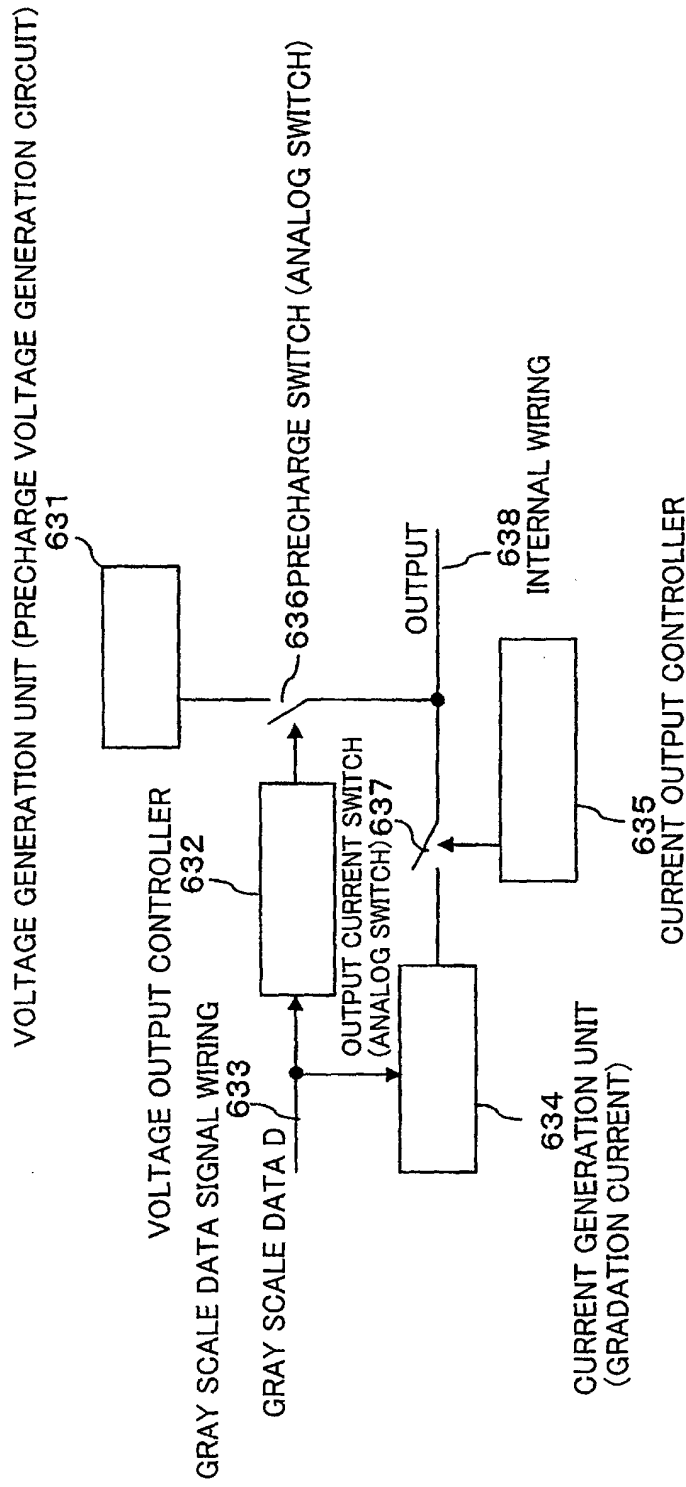 VOLTAGE GENERATION UNIT (PRECHARGE VOLTAGE GENERATION CIRCUIT)
631
VOLTAGE OUTPUT CONTROLLER
632
636PRECHARGE SWITCH (ANALOG SWITCH)
GRAY SCALE DATA SIGNAL WIRING
633
GRAY SCALE DATA D
OUTPUT CURRENT SWITCH
(ANALOG SWITCH)637
OUTPUT
638
INTERNAL WIRING
634
CURRENT GENERATION UNIT
(GRADATION CURRENT)
635
CURRENT OUTPUT CONTROLLER